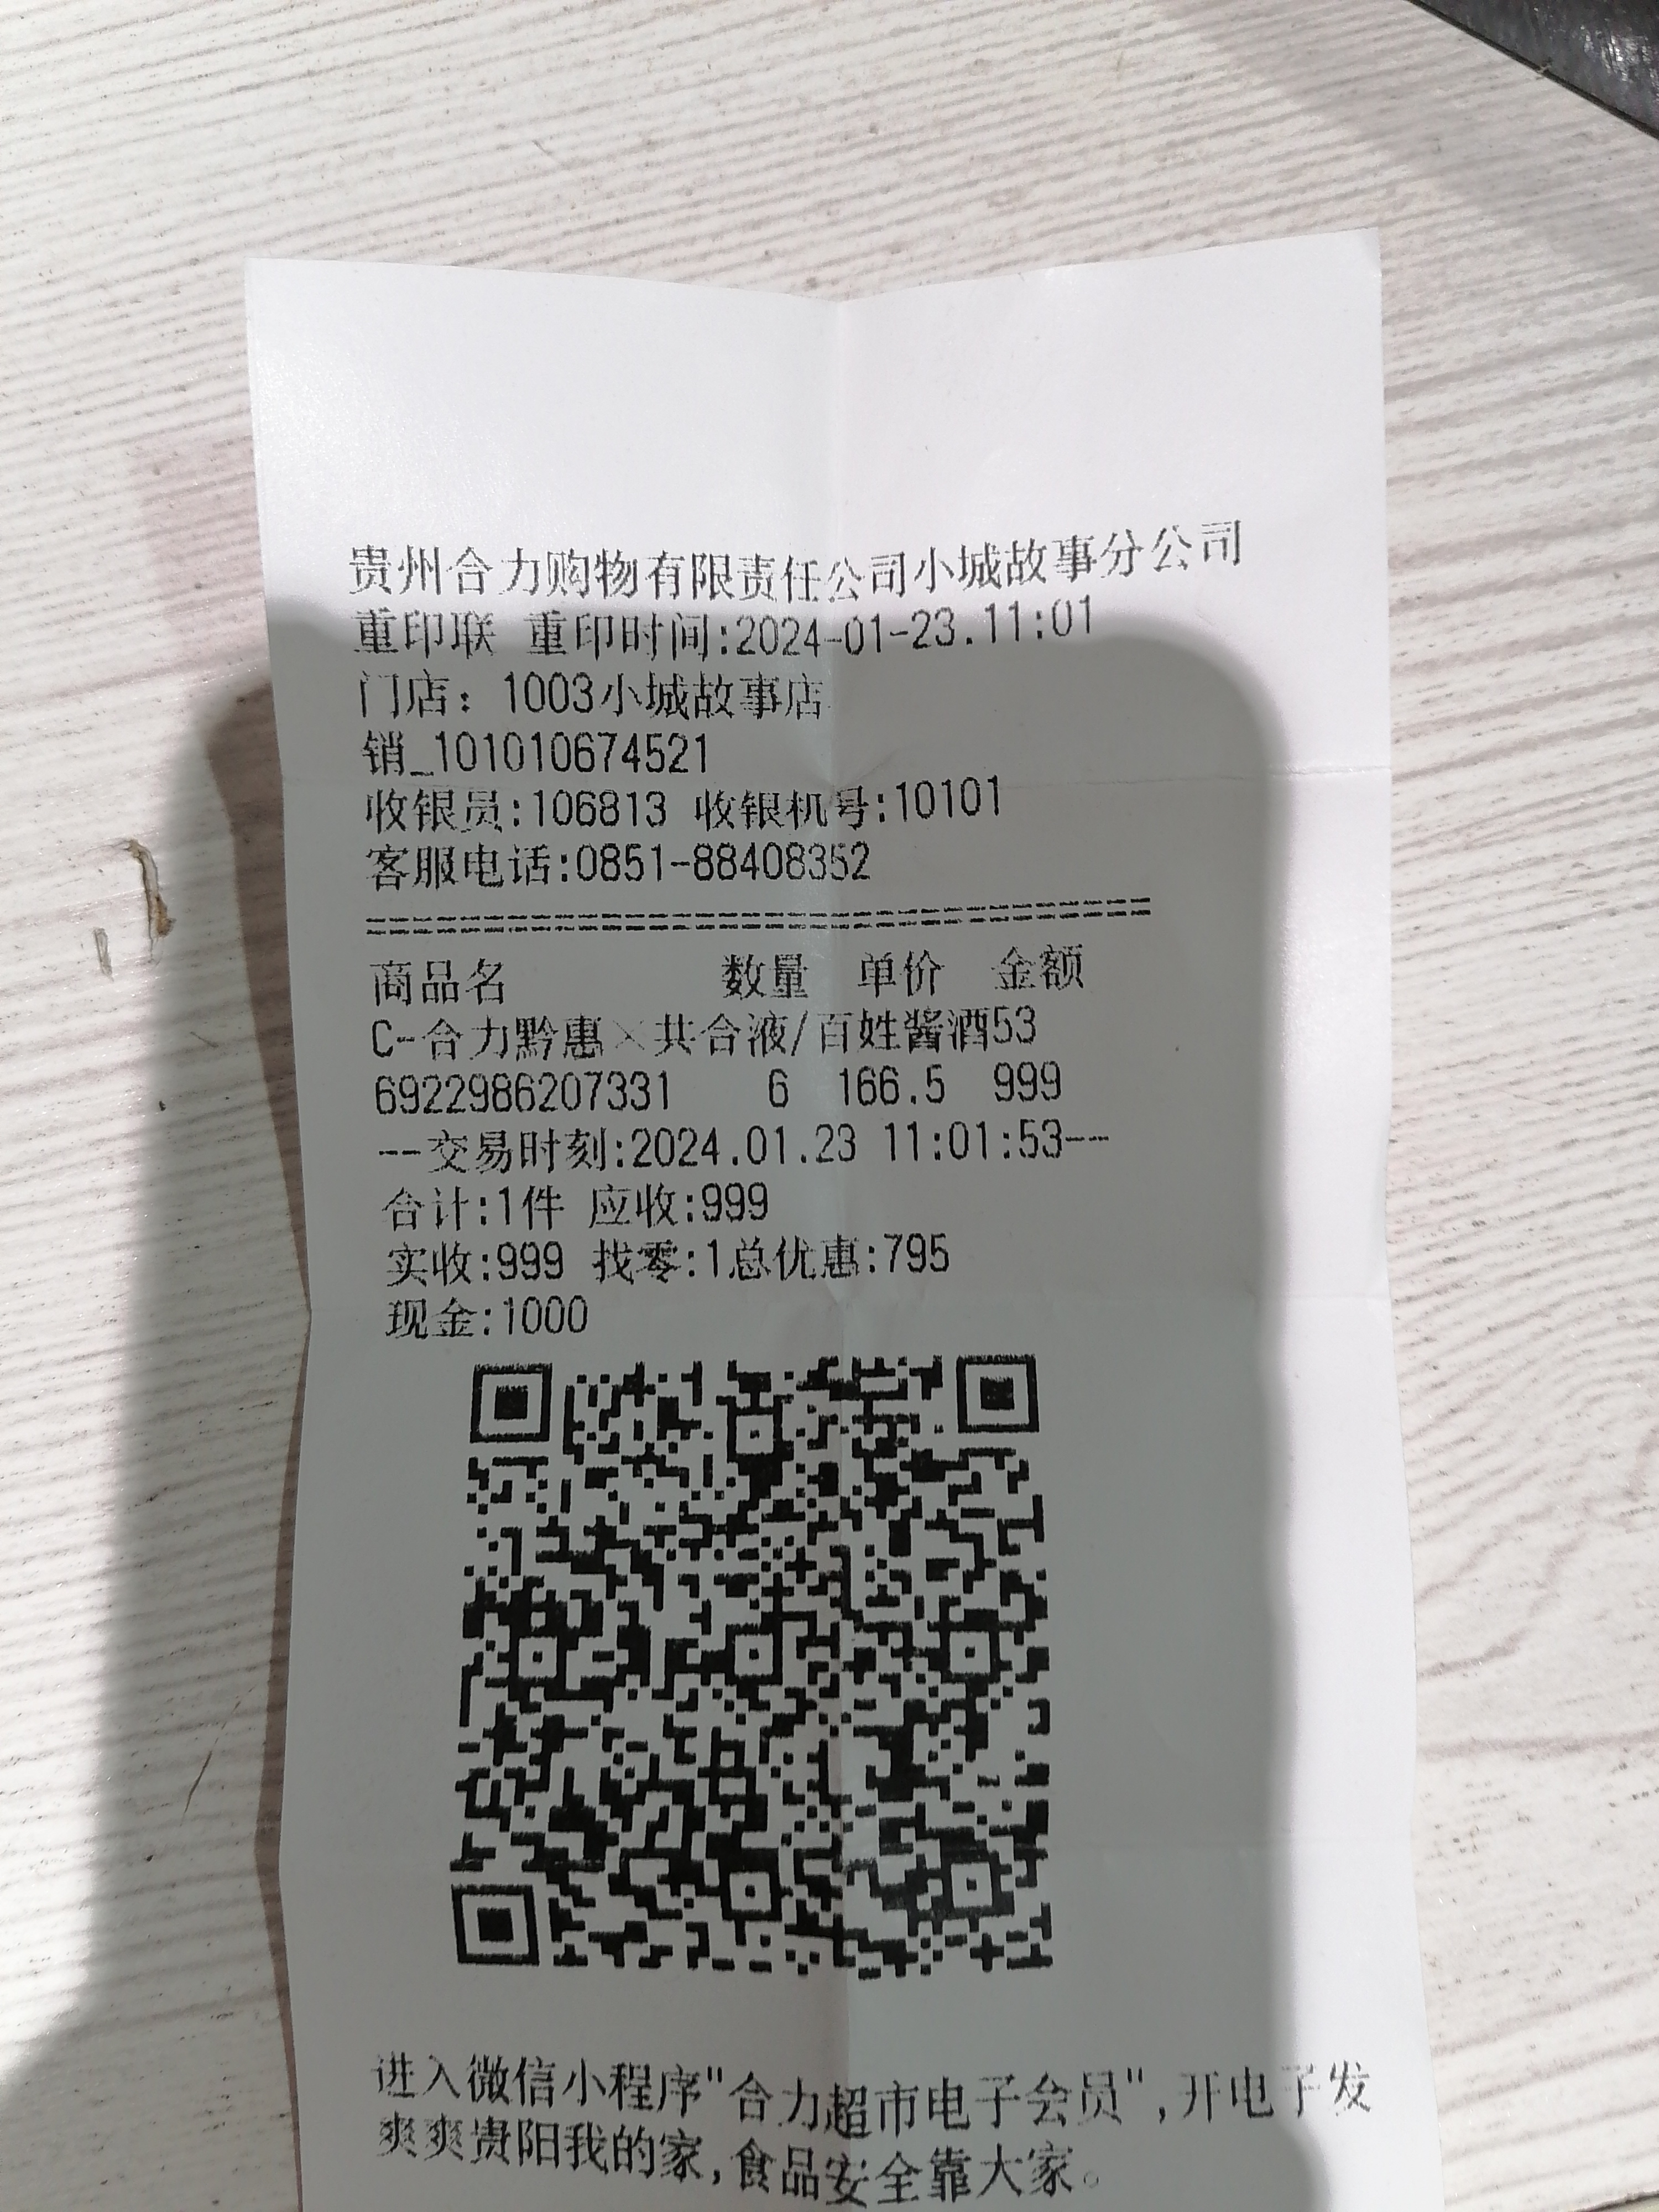 贵州合力购物有限责任公司小城故事分公司
重印联 重印时间:2024-01-23.11:01
门店：1003小城故事店
销_101010674521
收银员:106813 收银机号:10101
客服电话:0851-88408352
商品名 数量 单价 金额
C-合力黔惠×共合液/百姓酱酒53
6922986207331 6 166.5 999
--交易时刻:2024.01.23 11:01:53--
合计:1件 应收:999
实收:999 找零:1总优惠:795
现金:1000
进入微信小程序"合力超市电子会员",开电子发
爽爽贵阳我的家,食品安全靠大家。